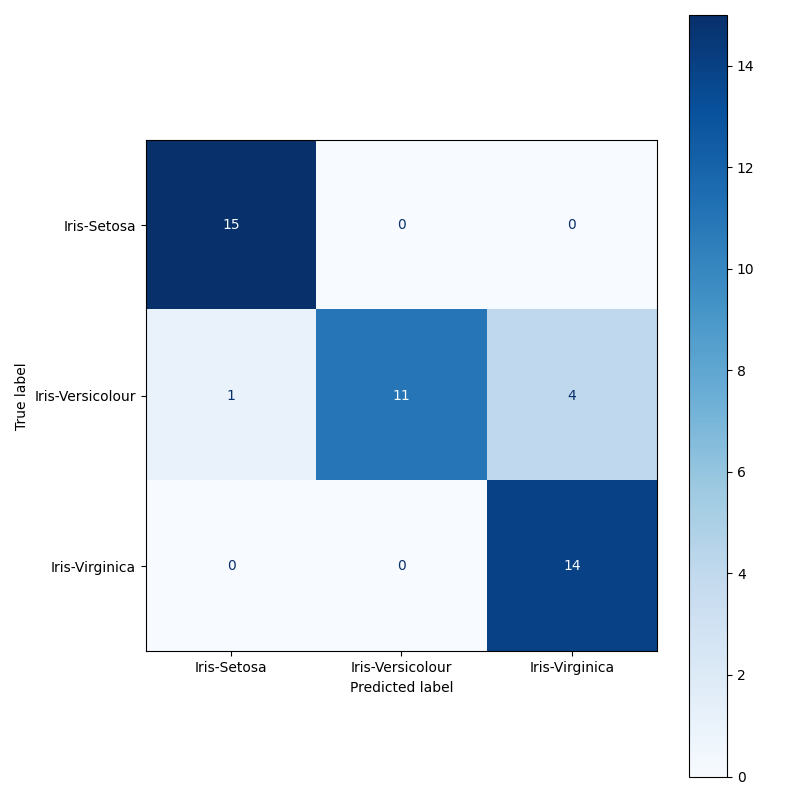 Iris-Setosa 15 0 0
Iris-Versicolour 1 11 4
Iris-Virginica 0 0 14
Iris-Setosa Iris-Versicolour Iris-Virginica
Predicted label
True label
14
12
10
8
6
4
2
0